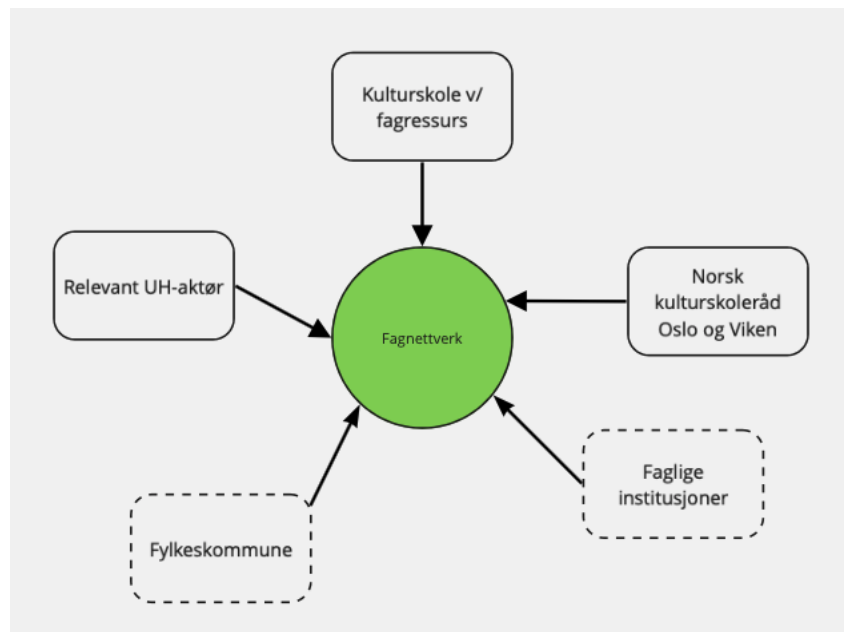 Kulturskole v/
fagressurs
Relevant UH-aktør
Norsk
kulturskoleråd
Oslo og Viken
Fagnettverk
Faglige
institusjoner
Fylkeskommune